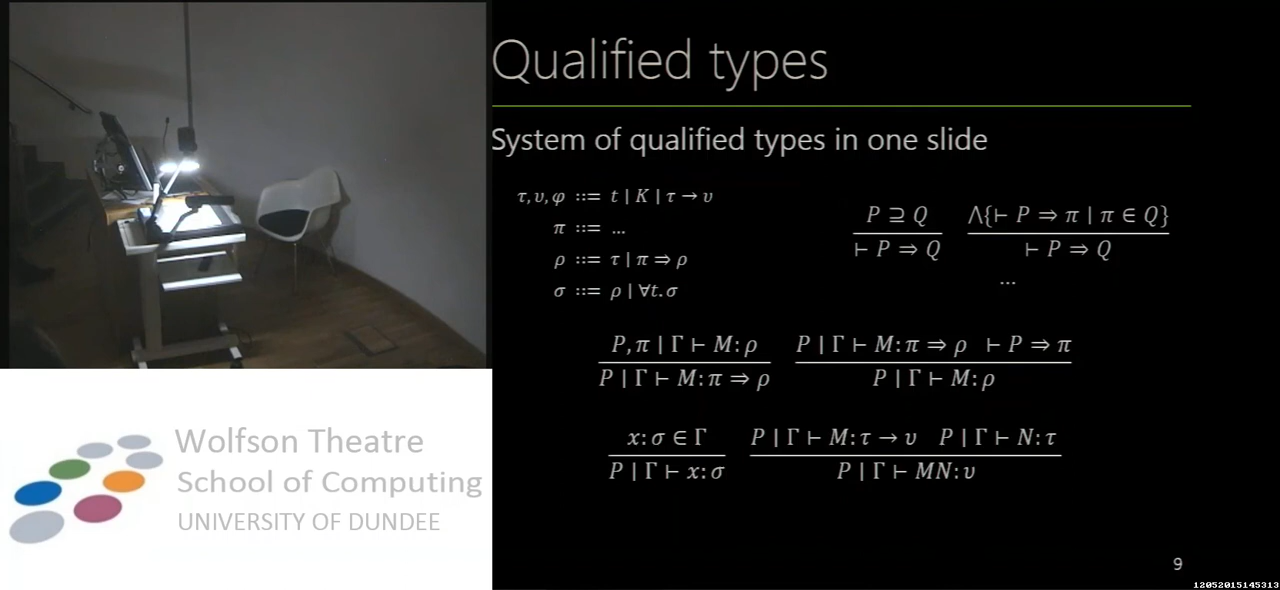 Qualified types
System of qualified types in one slide
τ, υ, φ ::= t | K | τ → υ
π ::= ...
ρ ::= τ | π ⇒ ρ
σ ::= ρ | ∀t. σ
P ⊇ Q
⊢ P ⇒ Q
⋀{⊢ P ⇒ π | π ∈ Q}
⊢ P ⇒ Q
...
P, π | Γ ⊢ M: ρ
P | Γ ⊢ M: π ⇒ ρ
P | Γ ⊢ M: π ⇒ ρ ⊢ P ⇒ π
P | Γ ⊢ M: ρ
x: σ ∈ Γ
P | Γ ⊢ x: σ
P | Γ ⊢ M: τ → υ P | Γ ⊢ N: τ
P | Γ ⊢ MN: υ
9
Wolfson Theatre
School of Computing
UNIVERSITY OF DUNDEE
12052015145313